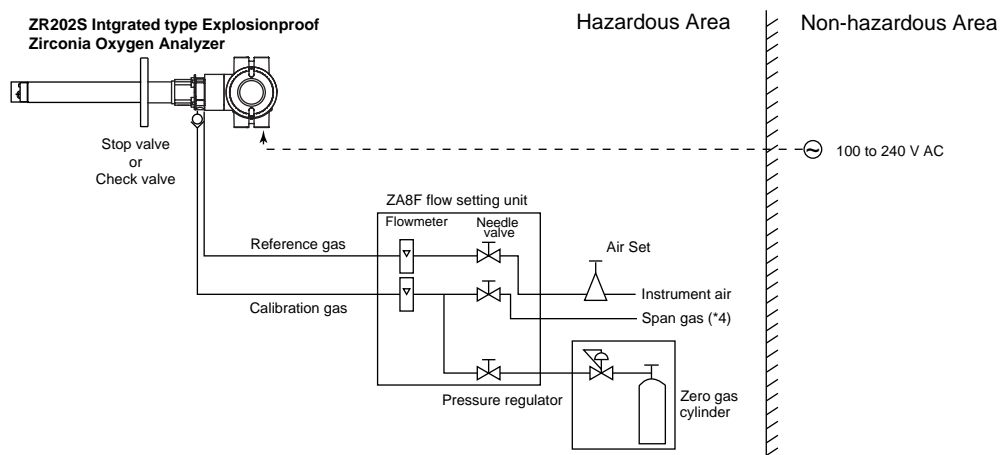 Hazardous Area
Non-hazardous Area
ZR202S Intgrated type Explosionproof
Zirconia Oxygen Analyzer
Stop valve
or
Check valve
100 to 240 V AC
ZA8F flow setting unit
Flowmeter
Needle
valve
Reference gas
Air Set
Calibration gas
Instrument air
Span gas (*4)
Pressure regulator
Zero gas
cylinder